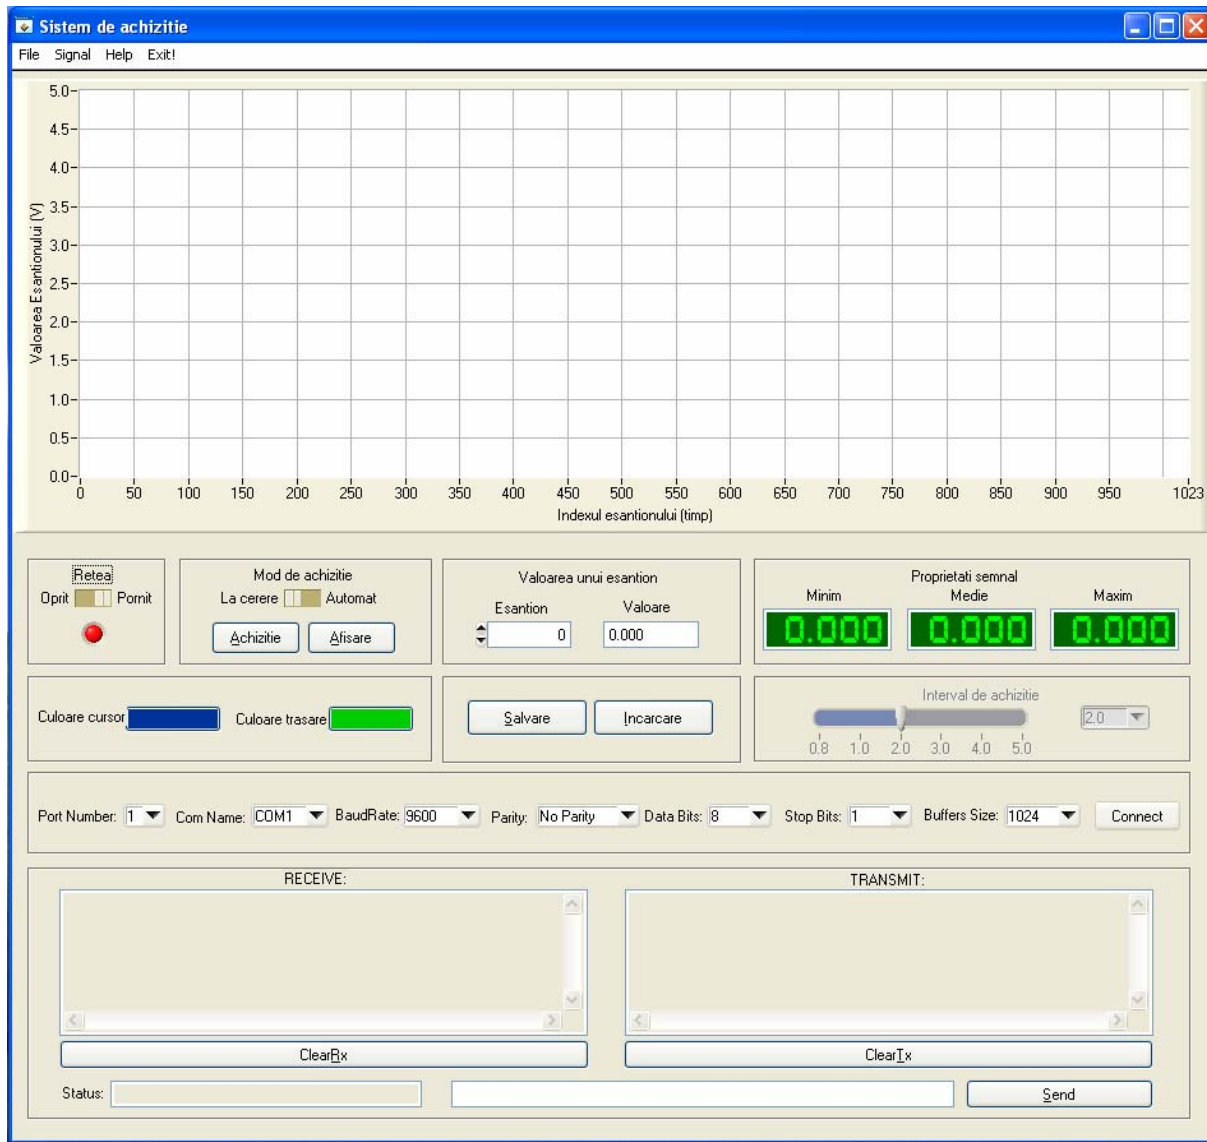 Sistem de achizitie
File Signal Help Exit!
5.0
4.5
4.0
3.5
3.0
2.5
2.0
1.5
1.0
0.5
0.0
Valoarea Esantionului (V)
0 50 100 150 200 250 300 350 400 450 500 550 600 650 700 750 800 850 900 950 1023
Indexul esantionului (timp)
Retea
Oprit Pornit
Mod de achizitie
La cerere Automat
Achizitie Afisare
Valoarea unui esantion
Esantion Valoare
0 0.000
Proprietati semnal
Minim Medie Maxim
0.000 0.000 0.000
Culoare cursor Culoare trasare
Salvare Incarcare
Interval de achizitie
2.0
0.8 1.0 2.0 3.0 4.0 5.0
Port Number: 1 Com Name: COM1 BaudRate: 9600 Parity: No Parity Data Bits: 8 Stop Bits: 1 Buffers Size: 1024 Connect
RECEIVE: TRANSMIT:
ClearRx ClearTx
Status: Send